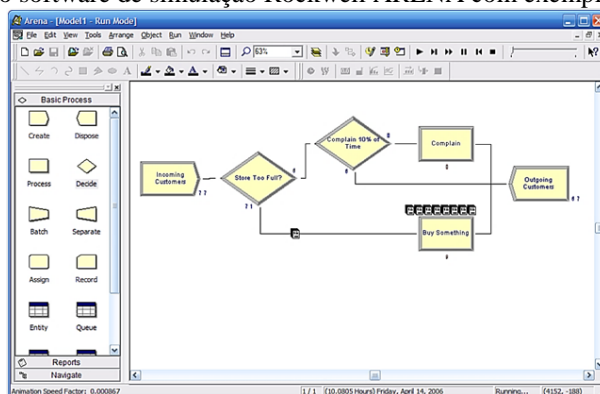 o software de simulação Rockwell ARENA com exempl
Arena - [Model1 - Run Mode]
File Edit View Tools Arrange Object Run Window Help
63%
Basic Process
Create Dispose
Process Decide
Batch Separate
Assign Record
Entity Queue
Reports
Navigate
Incoming
Customers
Store Too Full?
Complain 10% of
Time
Complain
Outgoing
Customers
Buy Something
Animation Speed Factor: 0.000867
1 / 1 (10.0805 Hours) Friday, April 14, 2006 Running... (4152, -188)